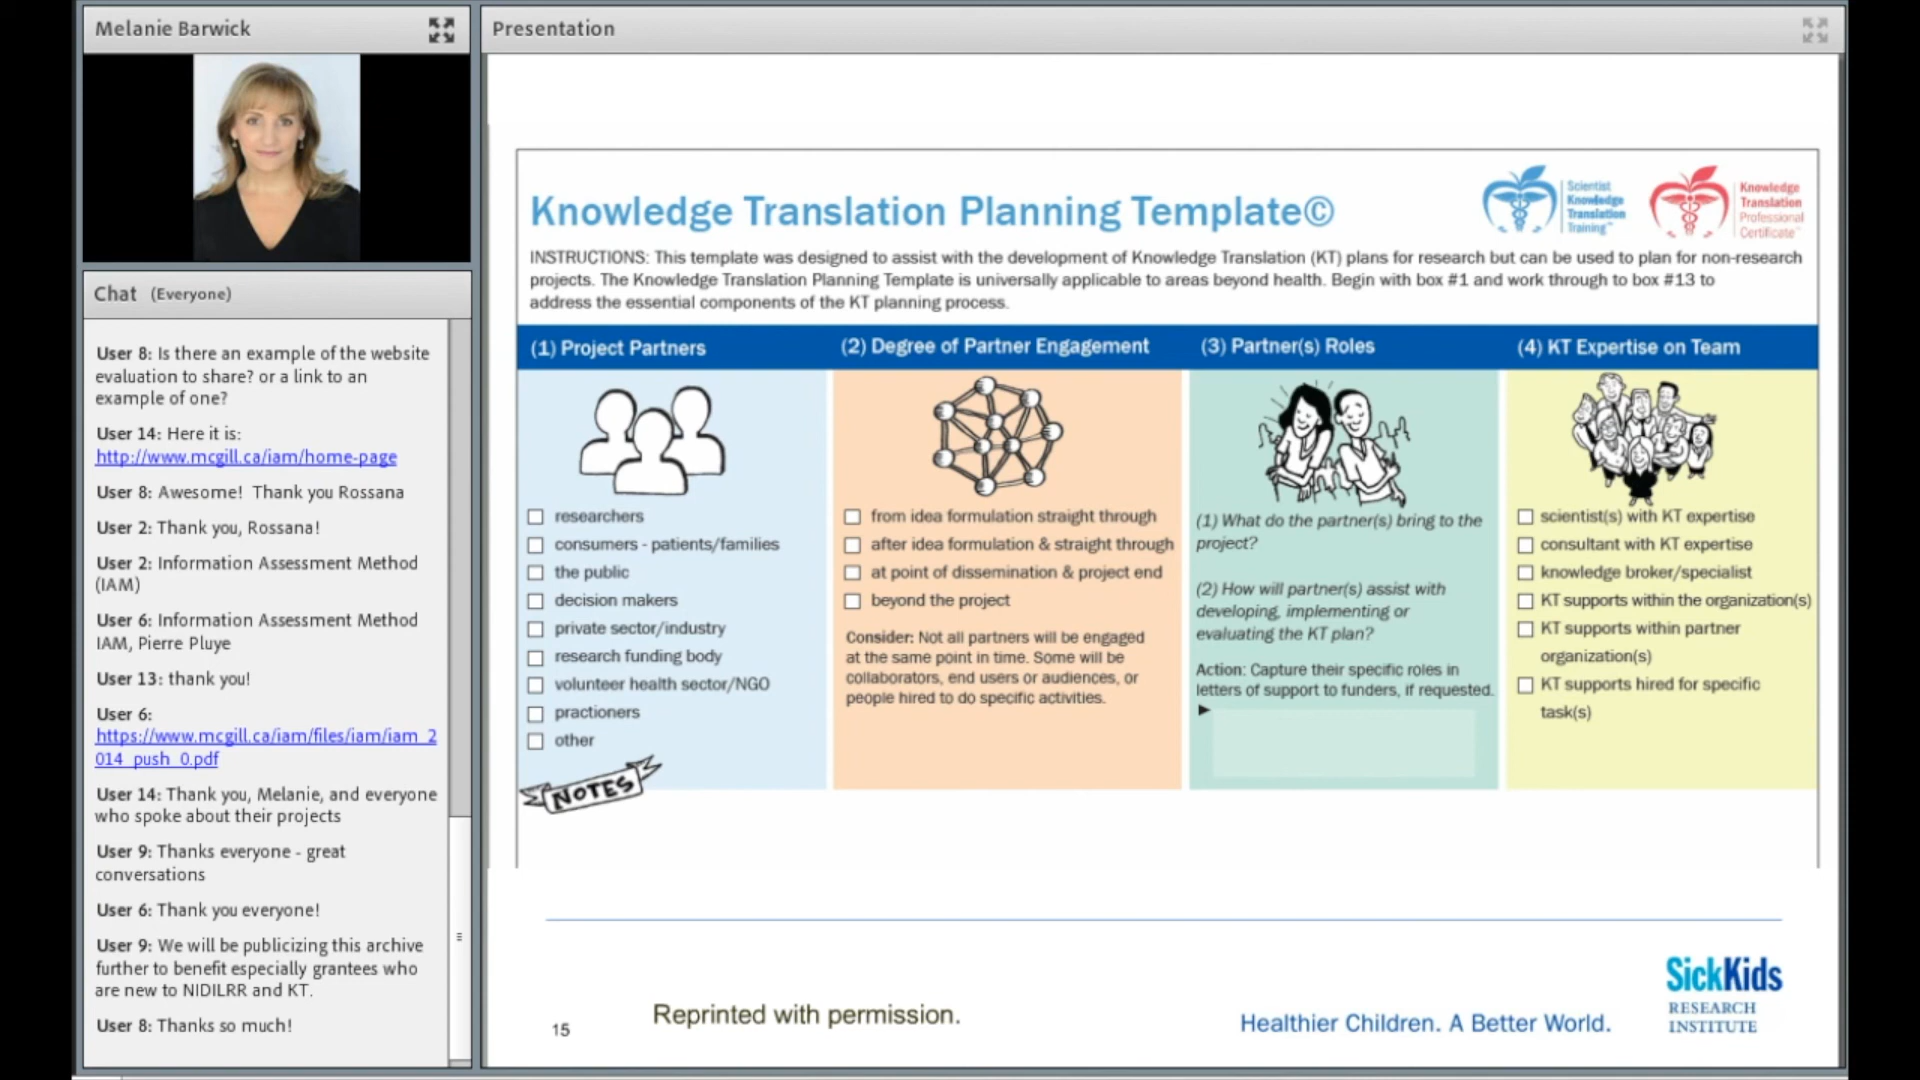 Melanie Barwick
Chat (Everyone)
User 8: Is there an example of the website
evaluation to share? or a link to an
example of one?
User 14: Here it is:
http://www.mcgill.ca/iam/home-page
User 8: Awesome! Thank you Rossana
User 2: Thank you, Rossana!
User 2: Information Assessment Method
(IAM)
User 6: Information Assessment Method
IAM, Pierre Pluye
User 13: thank you!
User 6:
https://www.mcgill.ca/iam/files/iam/iam_2
014_push_0.pdf
User 14: Thank you, Melanie, and everyone
who spoke about their projects
User 9: Thanks everyone - great
conversations
User 6: Thank you everyone!
User 9: We will be publicizing this archive
further to benefit especially grantees who
are new to NIDILRR and KT.
User 8: Thanks so much!
Presentation
Knowledge Translation Planning Template©
Scientist
Knowledge
Translation
Training™
Knowledge
Translation
Professional
Certificate™
INSTRUCTIONS: This template was designed to assist with the development of Knowledge Translation (KT) plans for research but can be used to plan for non-research
projects. The Knowledge Translation Planning Template is universally applicable to areas beyond health. Begin with box #1 and work through to box #13 to
address the essential components of the KT planning process.
(1) Project Partners
researchers
consumers - patients/families
the public
decision makers
private sector/industry
research funding body
volunteer health sector/NGO
practioners
other
NOTES
(2) Degree of Partner Engagement
from idea formulation straight through
after idea formulation & straight through
at point of dissemination & project end
beyond the project
Consider: Not all partners will be engaged
at the same point in time. Some will be
collaborators, end users or audiences, or
people hired to do specific activities.
(3) Partner(s) Roles
(1) What do the partner(s) bring to the
project?
(2) How will partner(s) assist with
developing, implementing or
evaluating the KT plan?
Action: Capture their specific roles in
letters of support to funders, if requested.
(4) KT Expertise on Team
scientist(s) with KT expertise
consultant with KT expertise
knowledge broker/specialist
KT supports within the organization(s)
KT supports within partner
organization(s)
KT supports hired for specific
task(s)
15
Reprinted with permission.
Healthier Children. A Better World.
SickKids
RESEARCH
INSTITUTE